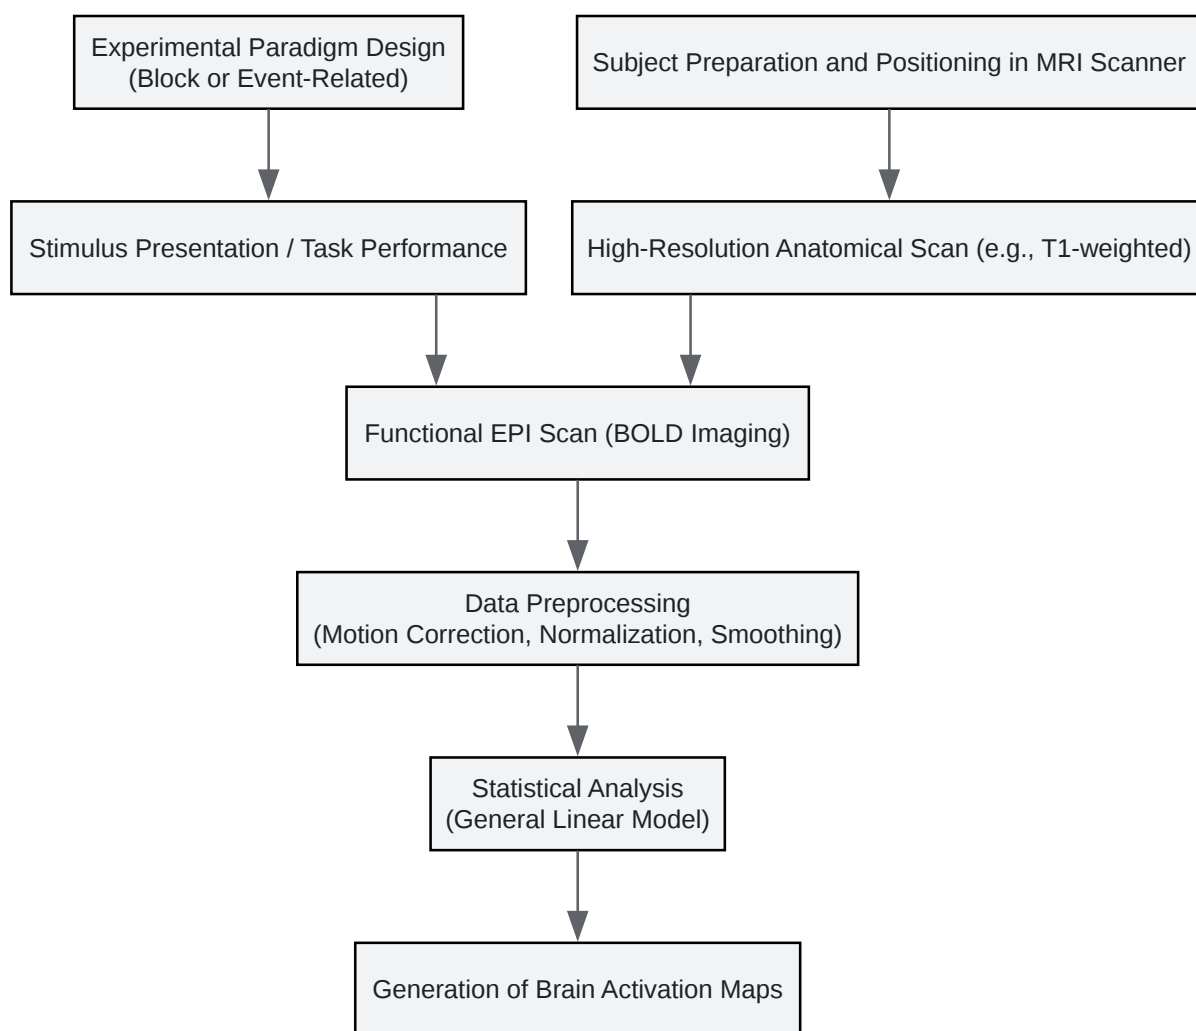 Experimental Paradigm Design
(Block or Event-Related)
Subject Preparation and Positioning in MRI Scanner
Stimulus Presentation / Task Performance
High-Resolution Anatomical Scan (e.g., T1-weighted)
Functional EPI Scan (BOLD Imaging)
Data Preprocessing
(Motion Correction, Normalization, Smoothing)
Statistical Analysis
(General Linear Model)
Generation of Brain Activation Maps